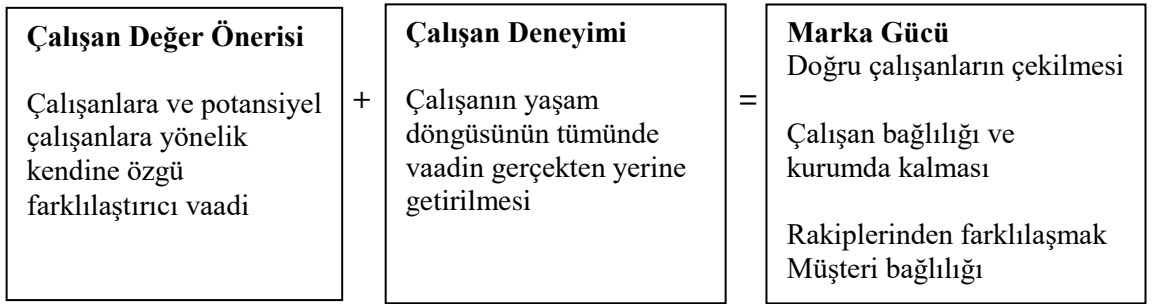 Çalışan Değer Önerisi
Çalışanlara ve potansiyel
çalışanlara yönelik
kendine özgü
farklılaştırıcı vaadi
+
Çalışan Deneyimi
Çalışanın yaşam
döngüsünün tümünde
vaadin gerçekten yerine
getirilmesi
=
Marka Gücü
Doğru çalışanların çekilmesi
Çalışan bağlılığı ve
kurumda kalması
Rakiplerinden farklılaşmak
Müşteri bağlılığı